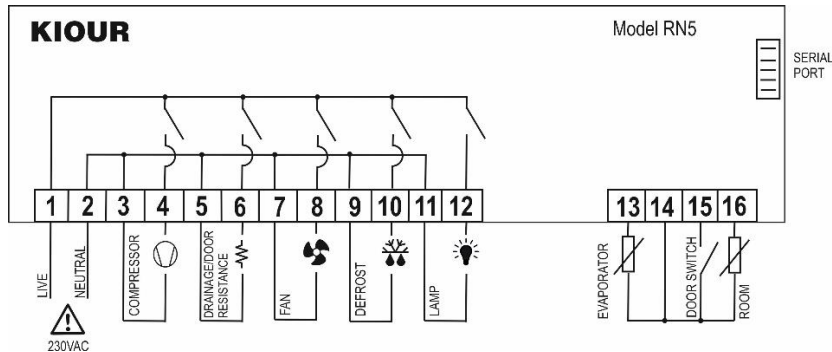 KIOUR
Model RN5
SERIAL
PORT
1 2 3 4 5 6 7 8 9 10 11 12
13 14 15 16
LIVE
NEUTRAL
COMPRESSOR
DRAINAGE/DOOR
RESISTANCE
FAN
DEFROST
LAMP
EVAPORATOR
DOOR SWITCH
ROOM
230VAC